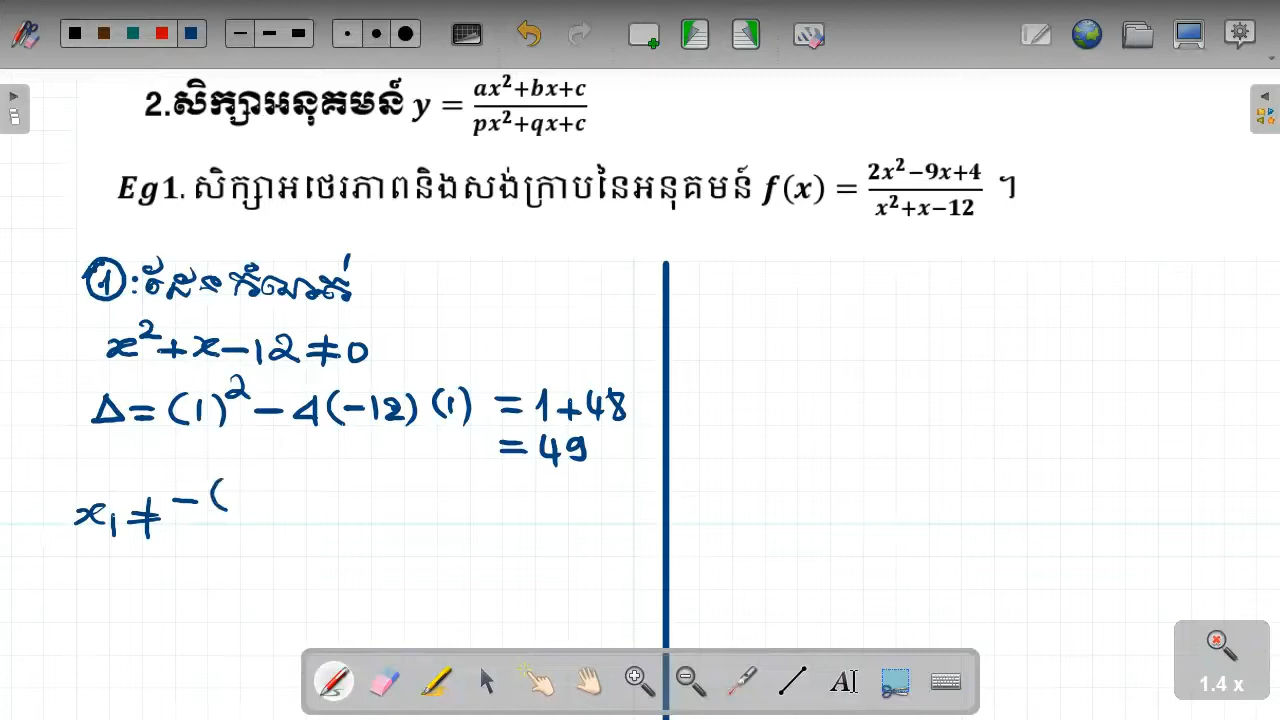 2.សិក្សាអនុគមន៍ y = ax²+bx+c / px²+qx+c
Eg1. សិក្សាអថេរភាពនិងសង់ក្រាបនៃអនុគមន៍ f(x) = 2x²−9x+4 / x²+x−12 ។
①:ដែនកំណត់
x²+x−12≠0
Δ=(1)²−4(−12)(1) =1+48
=49
x₁≠ −(
1.4 x